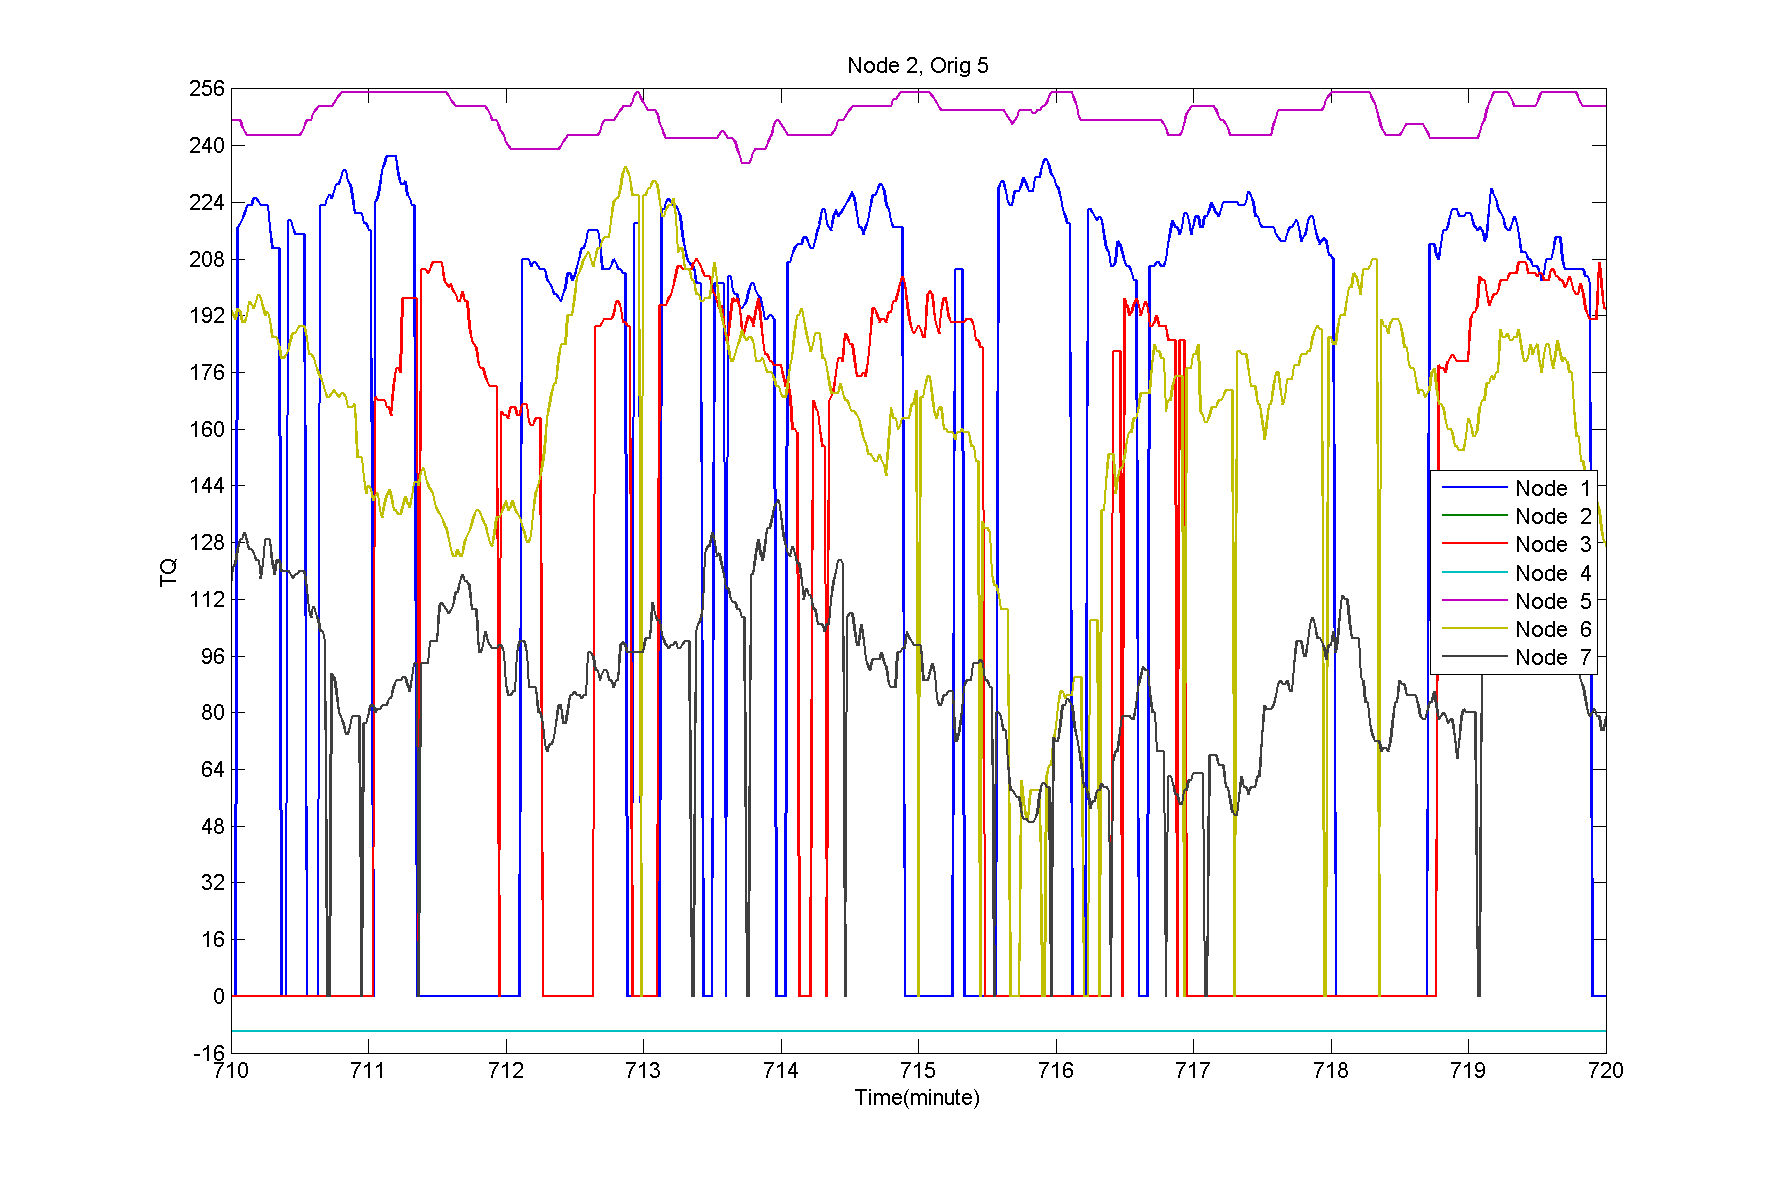 Node 2, Orig 5
256
240
224
208
192
176
160
144
128
112
96
80
64
48
32
16
0
-16
TQ
Node 1
Node 2
Node 3
Node 4
Node 5
Node 6
Node 7
710 711 712 713 714 715 716 717 718 719 720
Time(minute)